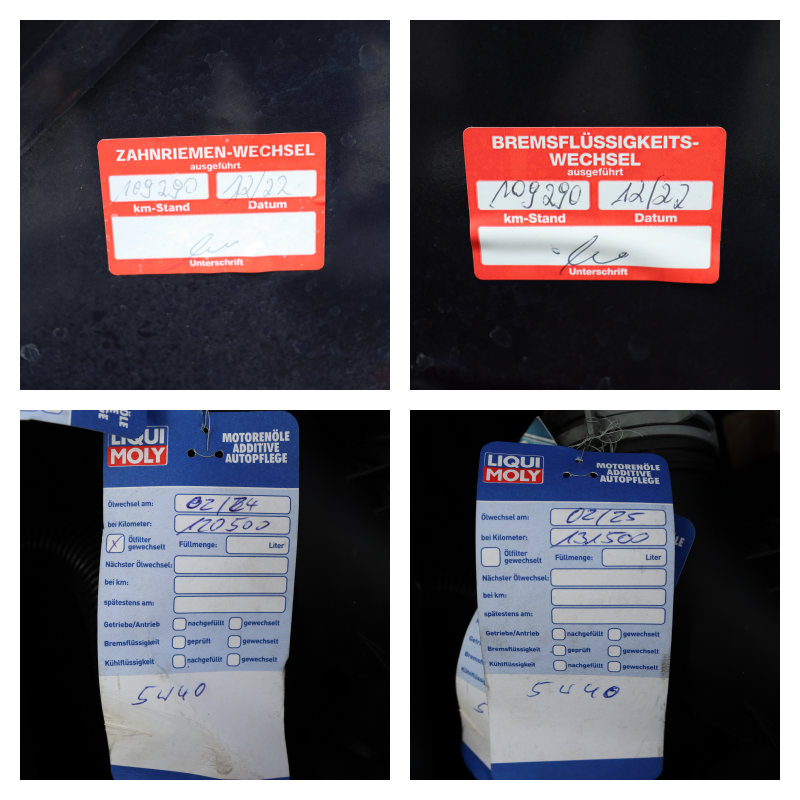 ZAHNRIEMEN-WECHSEL
ausgeführt
109290 12/22
km-Stand Datum
Unterschrift
BREMSFLÜSSIGKEITS-
WECHSEL
ausgeführt
109290 12/22
km-Stand Datum
Unterschrift
LIQUI
MOLY
MOTORENÖLE
ADDITIVE
AUTOPFLEGE
Ölwechsel am: 02/24
bei Kilometer: 120500
X Ölfilter
gewechselt
Füllmenge: Liter
Nächster Ölwechsel:
bei km:
spätestens am:
Getriebe/Antrieb nachgefüllt gewechselt
Bremsflüssigkeit geprüft gewechselt
Kühlflüssigkeit nachgefüllt gewechselt
5W40
LIQUI
MOLY
MOTORENÖLE
ADDITIVE
AUTOPFLEGE
Ölwechsel am: 02/25
bei Kilometer: 131500
Ölfilter
gewechselt
Füllmenge: Liter
Nächster Ölwechsel:
bei km:
spätestens am:
Getriebe/Antrieb nachgefüllt gewechselt
Bremsflüssigkeit geprüft gewechselt
Kühlflüssigkeit nachgefüllt gewechselt
5W40